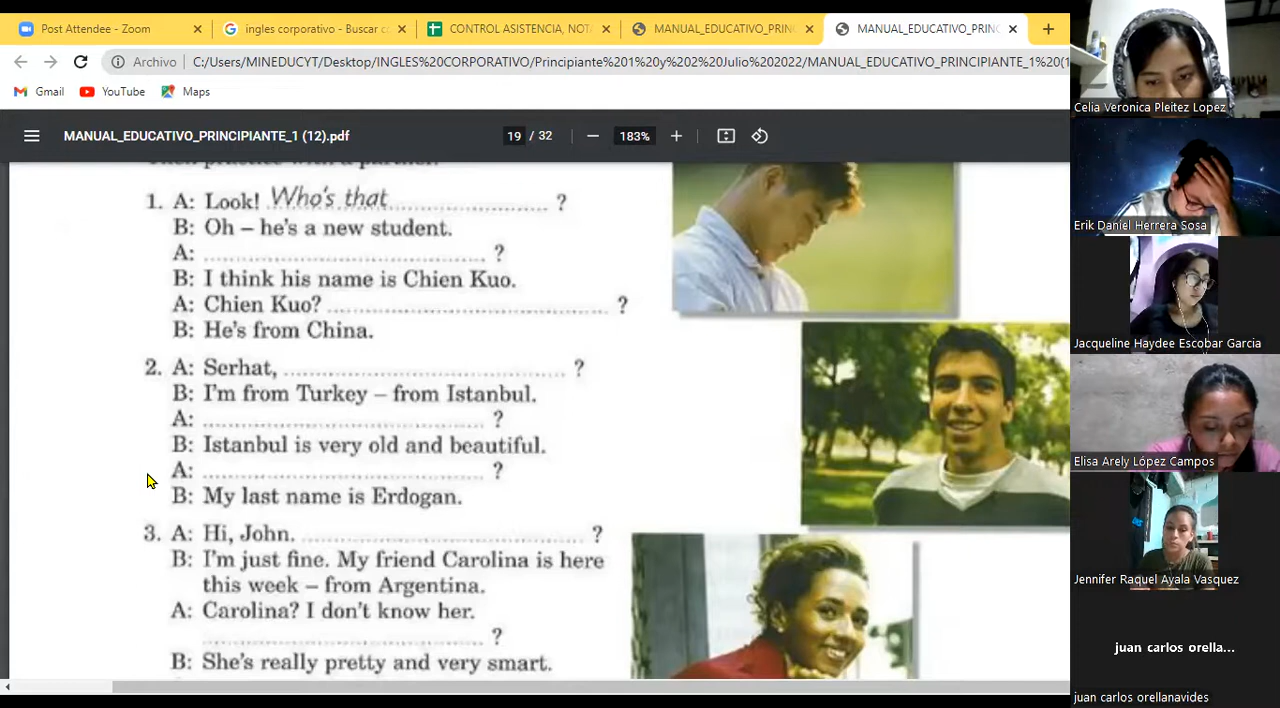 Post Attendee - Zoom
ingles corporativo - Buscar c
CONTROL ASISTENCIA, NOT
MANUAL_EDUCATIVO_PRIN
MANUAL_EDUCATIVO_PRIN
Archivo
C:/Users/MINEDUCYT/Desktop/INGLES%20CORPORATIVO/Principiante%201%20y%202%20Julio%202022/MANUAL_EDUCATIVO_PRINCIPIANTE_1%20(1
Gmail
YouTube
Maps
MANUAL_EDUCATIVO_PRINCIPIANTE_1 (12).pdf
19 / 32
183%
Then practice with a partner.
1. A: Look! Who's that ?
B: Oh – he's a new student.
A: ?
B: I think his name is Chien Kuo.
A: Chien Kuo? ?
B: He's from China.
2. A: Serhat, ?
B: I'm from Turkey – from Istanbul.
A: ?
B: Istanbul is very old and beautiful.
A: ?
B: My last name is Erdogan.
3. A: Hi, John. ?
B: I'm just fine. My friend Carolina is here
this week – from Argentina.
A: Carolina? I don't know her.
?
B: She's really pretty and very smart.
Celia Veronica Pleitez Lopez
Erik Daniel Herrera Sosa
Jacqueline Haydee Escobar Garcia
Elisa Arely López Campos
Jennifer Raquel Ayala Vasquez
juan carlos orella...
juan carlos orellanavides